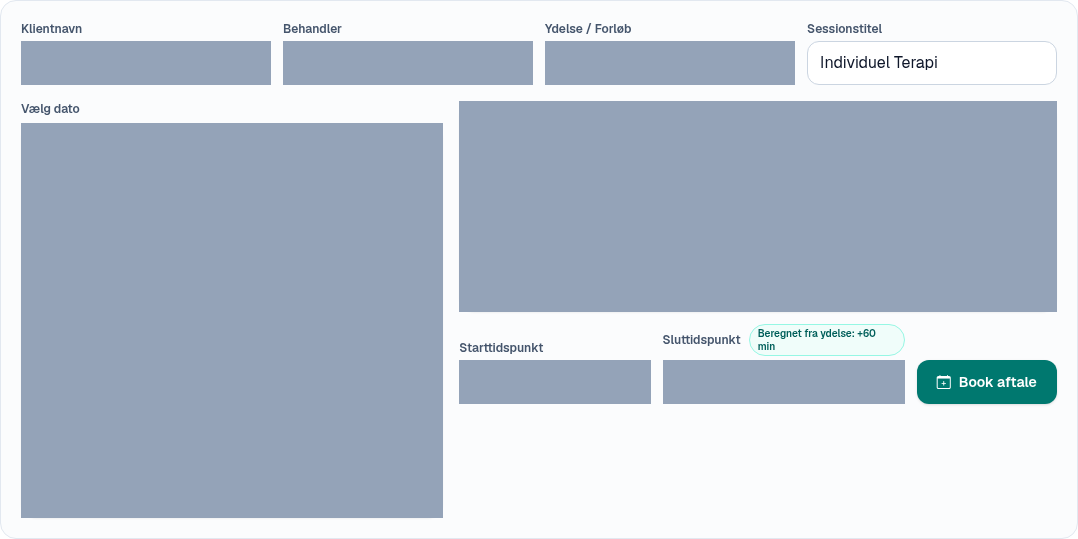 Klientnavn
Behandler
Ydelse / Forløb
Sessionstitel
Individuel Terapi
Vælg dato
Starttidspunkt
Sluttidspunkt
Beregnet fra ydelse: +60
min
Book aftale